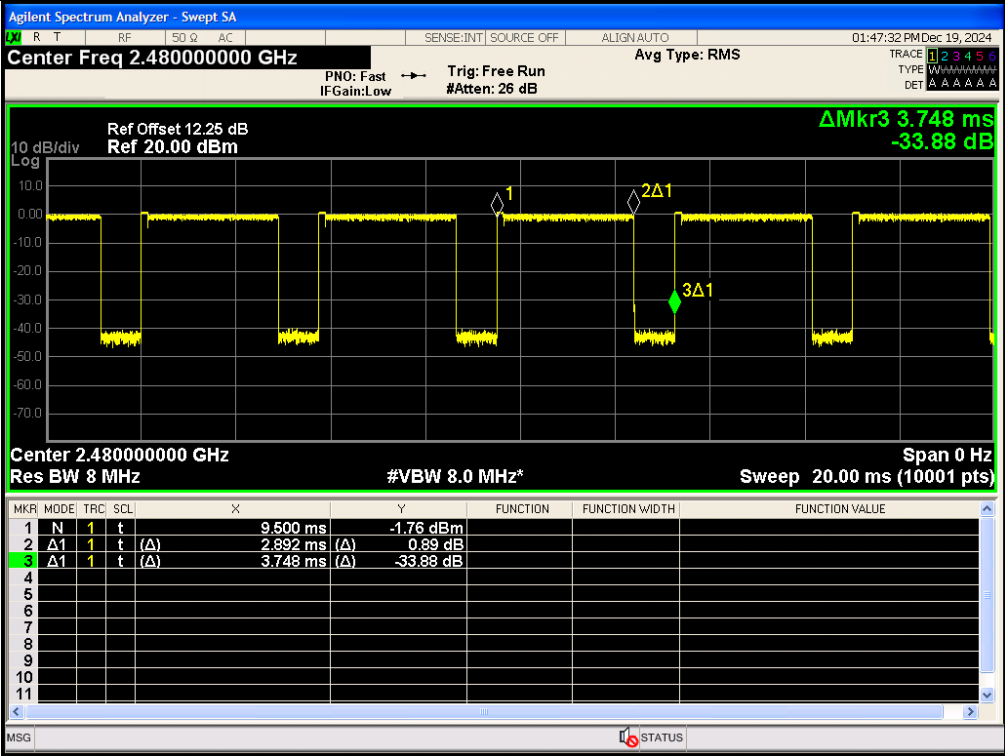 Agilent Spectrum Analyzer - Swept SA
LXI R T RF 50 Ω AC SENSE:INT SOURCE OFF ALIGNAUTO 01:47:32 PM Dec 19, 2024
Center Freq 2.480000000 GHz
PNO: Fast
IFGain:Low
Trig: Free Run
#Atten: 26 dB
Avg Type: RMS
TRACE 1 2 3 4 5 6
TYPE W
DET A A A A A A
ΔMkr3 3.748 ms
-33.88 dB
Ref Offset 12.25 dB
10 dB/div Ref 20.00 dBm
Log
10.0
0.00
-10.0
-20.0
-30.0
-40.0
-50.0
-60.0
-70.0
1
2Δ1
3Δ1
Center 2.480000000 GHz Span 0 Hz
Res BW 8 MHz #VBW 8.0 MHz* Sweep 20.00 ms (10001 pts)
MKR MODE TRC SCL X Y FUNCTION FUNCTION WIDTH FUNCTION VALUE
1 N 1 t 9.500 ms -1.76 dBm
2 Δ1 1 t (Δ) 2.892 ms (Δ) 0.89 dB
3 Δ1 1 t (Δ) 3.748 ms (Δ) -33.88 dB
4
5
6
7
8
9
10
11
MSG STATUS